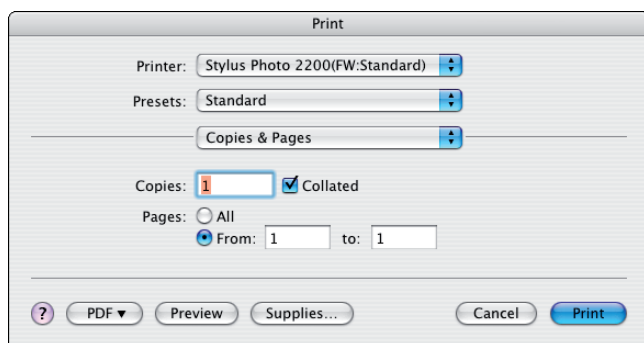 Print
Printer: Stylus Photo 2200(FW:Standard)
Presets: Standard
Copies & Pages
Copies: 1 Collated
Pages: All
From: 1 to: 1
? PDF ▼ Preview Supplies... Cancel Print